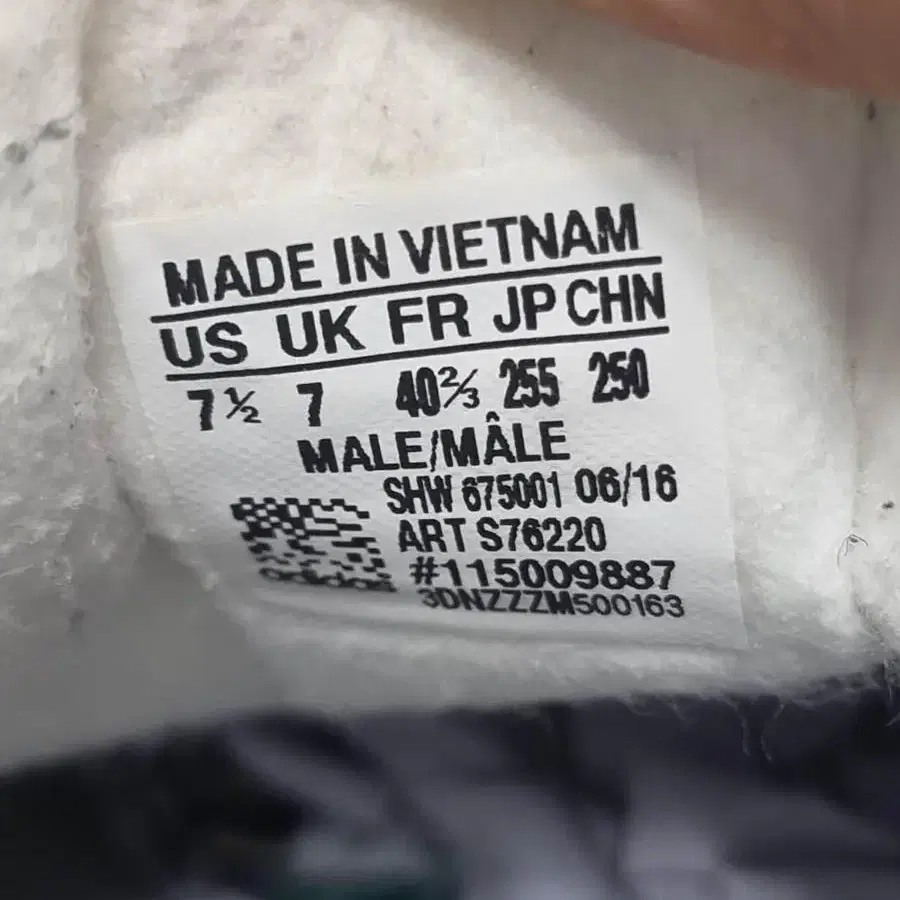 MADE IN VIETNAM
US UK FR JP CHN
7½ 7 40⅔ 255 250
MALE/MÂLE
SHW 675001 06/16
ART S76220
#115009887
adidas 3DNZZZM500163